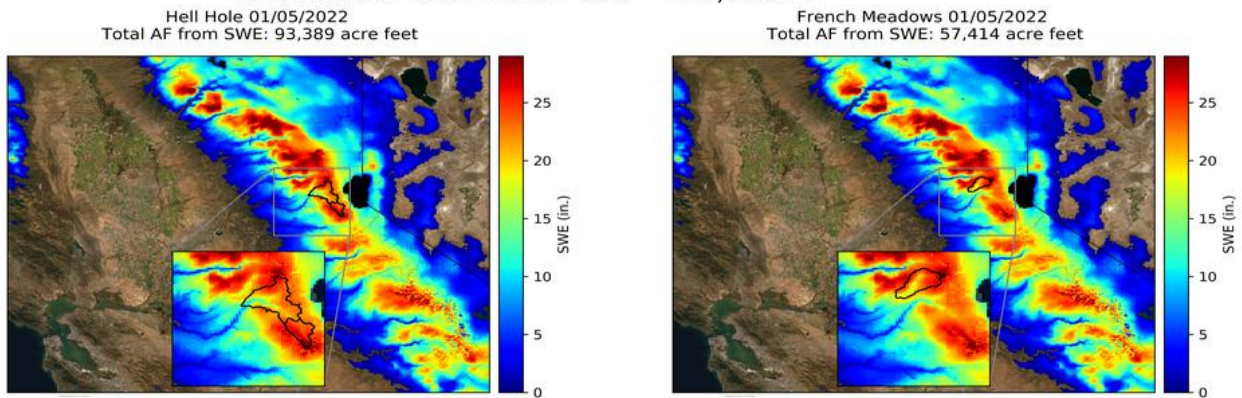 Hell Hole 01/05/2022
Total AF from SWE: 93,389 acre feet
25
20
15
10
5
0
SWE (in.)
French Meadows 01/05/2022
Total AF from SWE: 57,414 acre feet
25
20
15
10
5
0
SWE (in.)